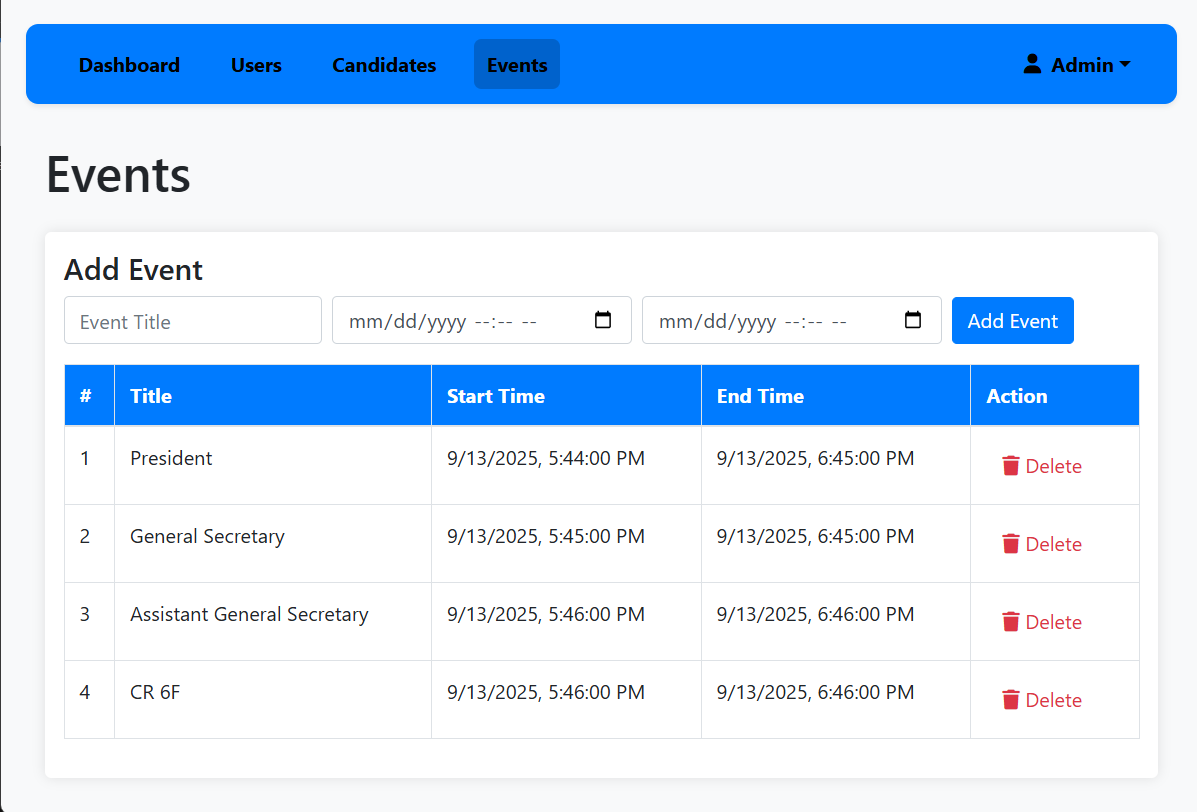 Dashboard Users Candidates Events Admin
Events
Add Event
Event Title mm/dd/yyyy --:-- -- mm/dd/yyyy --:-- -- Add Event
# Title Start Time End Time Action
1 President 9/13/2025, 5:44:00 PM 9/13/2025, 6:45:00 PM Delete
2 General Secretary 9/13/2025, 5:45:00 PM 9/13/2025, 6:45:00 PM Delete
3 Assistant General Secretary 9/13/2025, 5:46:00 PM 9/13/2025, 6:46:00 PM Delete
4 CR 6F 9/13/2025, 5:46:00 PM 9/13/2025, 6:46:00 PM Delete